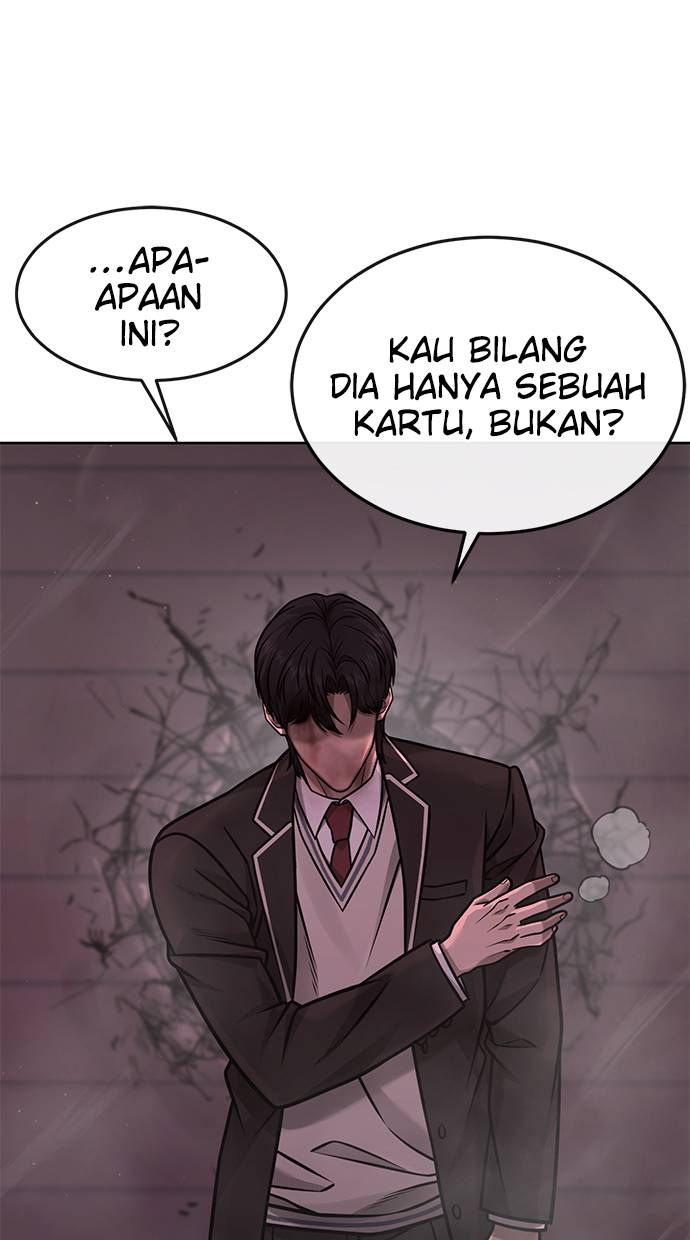 ...APA-
APAAN
INI?
KAU BILANG
DIA HANYA SEBUAH
KARTU, BUKAN?